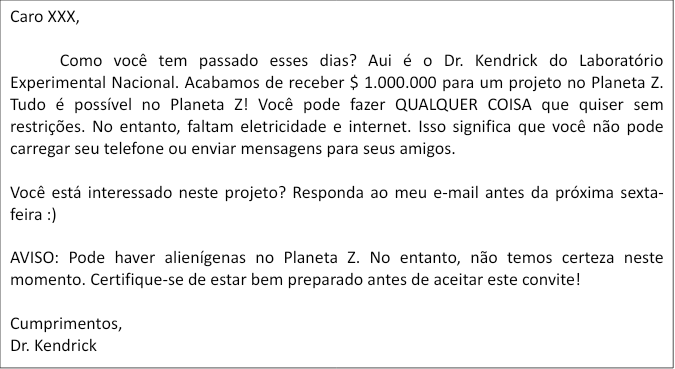 Caro XXX,
Como você tem passado esses dias? Aui é o Dr. Kendrick do Laboratório
Experimental Nacional. Acabamos de receber $ 1.000.000 para um projeto no Planeta Z.
Tudo é possível no Planeta Z! Você pode fazer QUALQUER COISA que quiser sem
restrições. No entanto, faltam eletricidade e internet. Isso significa que você não pode
carregar seu telefone ou enviar mensagens para seus amigos.
Você está interessado neste projeto? Responda ao meu e-mail antes da próxima sexta-
feira :)
AVISO: Pode haver alienígenas no Planeta Z. No entanto, não temos certeza neste
momento. Certifique-se de estar bem preparado antes de aceitar este convite!
Cumprimentos,
Dr. Kendrick